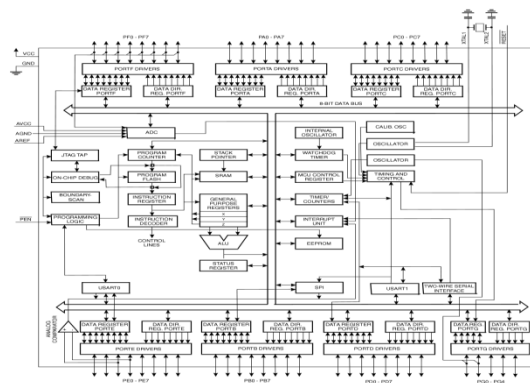 PF0 - PF7
PA0 - PA7
PC0 - PC7
XTAL1
XTAL2
RESET
VCC
GND
PORTF DRIVERS
PORTA DRIVERS
PORTC DRIVERS
DATA REGISTER PORTF
DATA DIR. REG. PORTF
DATA REGISTER PORTA
DATA DIR. REG. PORTA
DATA REGISTER PORTC
DATA DIR. REG. PORTC
8-BIT DATA BUS
AVCC
AGND
AREF
ADC
INTERNAL OSCILLATOR
CALIB. OSC
OSCILLATOR
JTAG TAP
PROGRAM COUNTER
STACK POINTER
WATCHDOG TIMER
OSCILLATOR
ON-CHIP DEBUG
PROGRAM FLASH
SRAM
MCU CONTROL REGISTER
TIMING AND CONTROL
BOUNDARY-SCAN
INSTRUCTION REGISTER
GENERAL PURPOSE REGISTERS
X
Y
Z
TIMER/ COUNTERS
PEN
PROGRAMMING LOGIC
INSTRUCTION DECODER
INTERRUPT UNIT
CONTROL LINES
ALU
EEPROM
STATUS REGISTER
USART0
SPI
USART1
TWO-WIRE SERIAL INTERFACE
ANALOG COMPARATOR
DATA REGISTER PORTE
DATA DIR. REG. PORTE
DATA REGISTER PORTB
DATA DIR. REG. PORTB
DATA REGISTER PORTD
DATA DIR. REG. PORTD
DATA REG. PORTG
DATA DIR. REG. PORTG
PORTE DRIVERS
PORTB DRIVERS
PORTD DRIVERS
PORTG DRIVERS
PE0 - PE7
PB0 - PB7
PD0 - PD7
PG0 - PG4